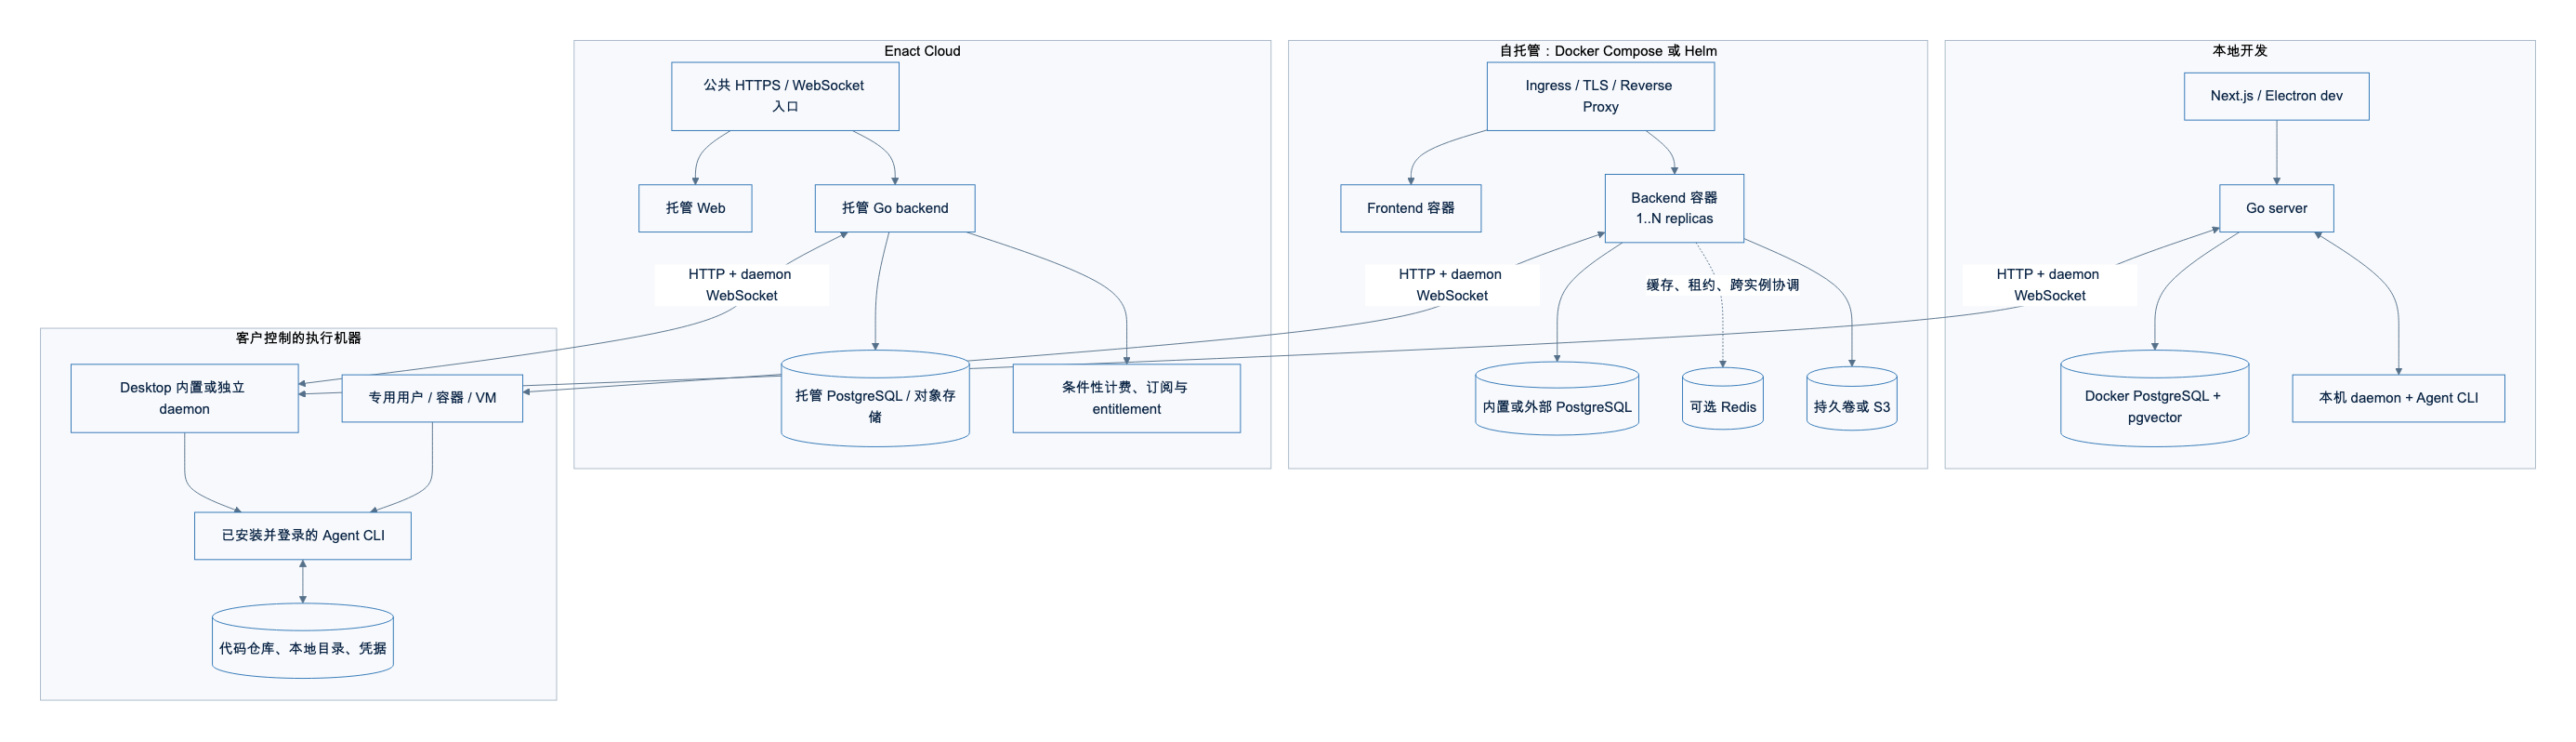 Enact Cloud
公共 HTTPS / WebSocket
入口
托管 Web
托管 Go backend
HTTP + daemon
WebSocket
托管 PostgreSQL / 对象存
储
条件性计费、订阅与
entitlement
自托管：Docker Compose 或 Helm
Ingress / TLS / Reverse
Proxy
Frontend 容器
Backend 容器
1..N replicas
HTTP + daemon
WebSocket
缓存、租约、跨实例协调
内置或外部 PostgreSQL
可选 Redis
持久卷或 S3
本地开发
Next.js / Electron dev
Go server
HTTP + daemon
WebSocket
Docker PostgreSQL +
pgvector
本机 daemon + Agent CLI
客户控制的执行机器
Desktop 内置或独立
daemon
专用用户 / 容器 / VM
已安装并登录的 Agent CLI
代码仓库、本地目录、凭据